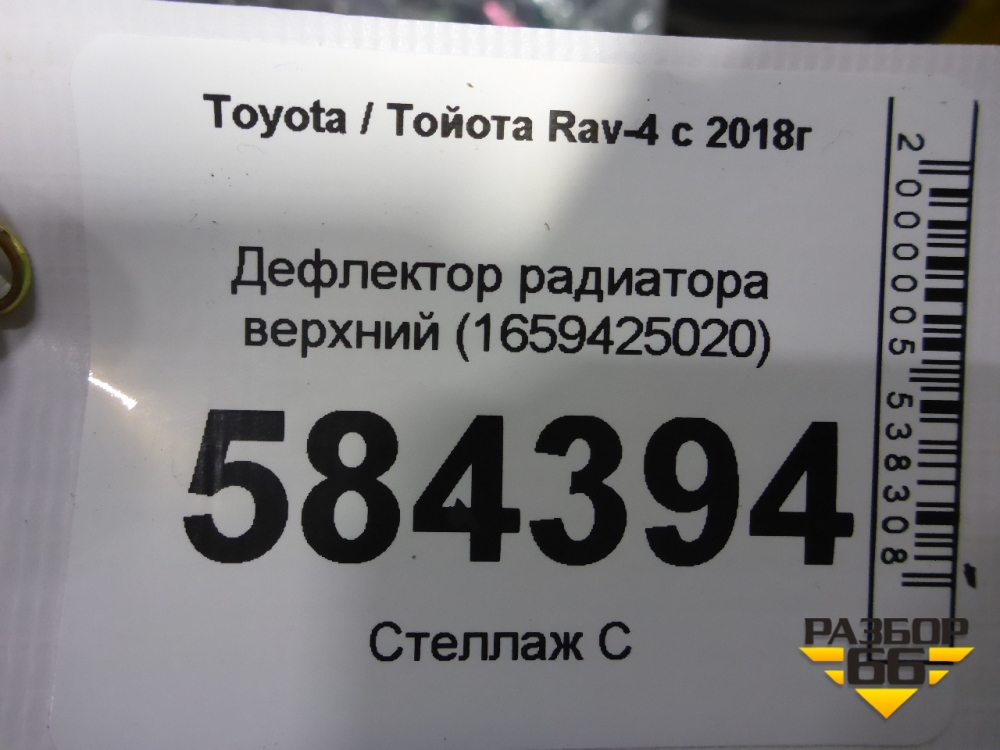 Toyota / Тойота Rav-4 с 2018г
Дефлектор радиатора
верхний (1659425020)
584394
Стеллаж С
2000005538308
РАЗБОР
66